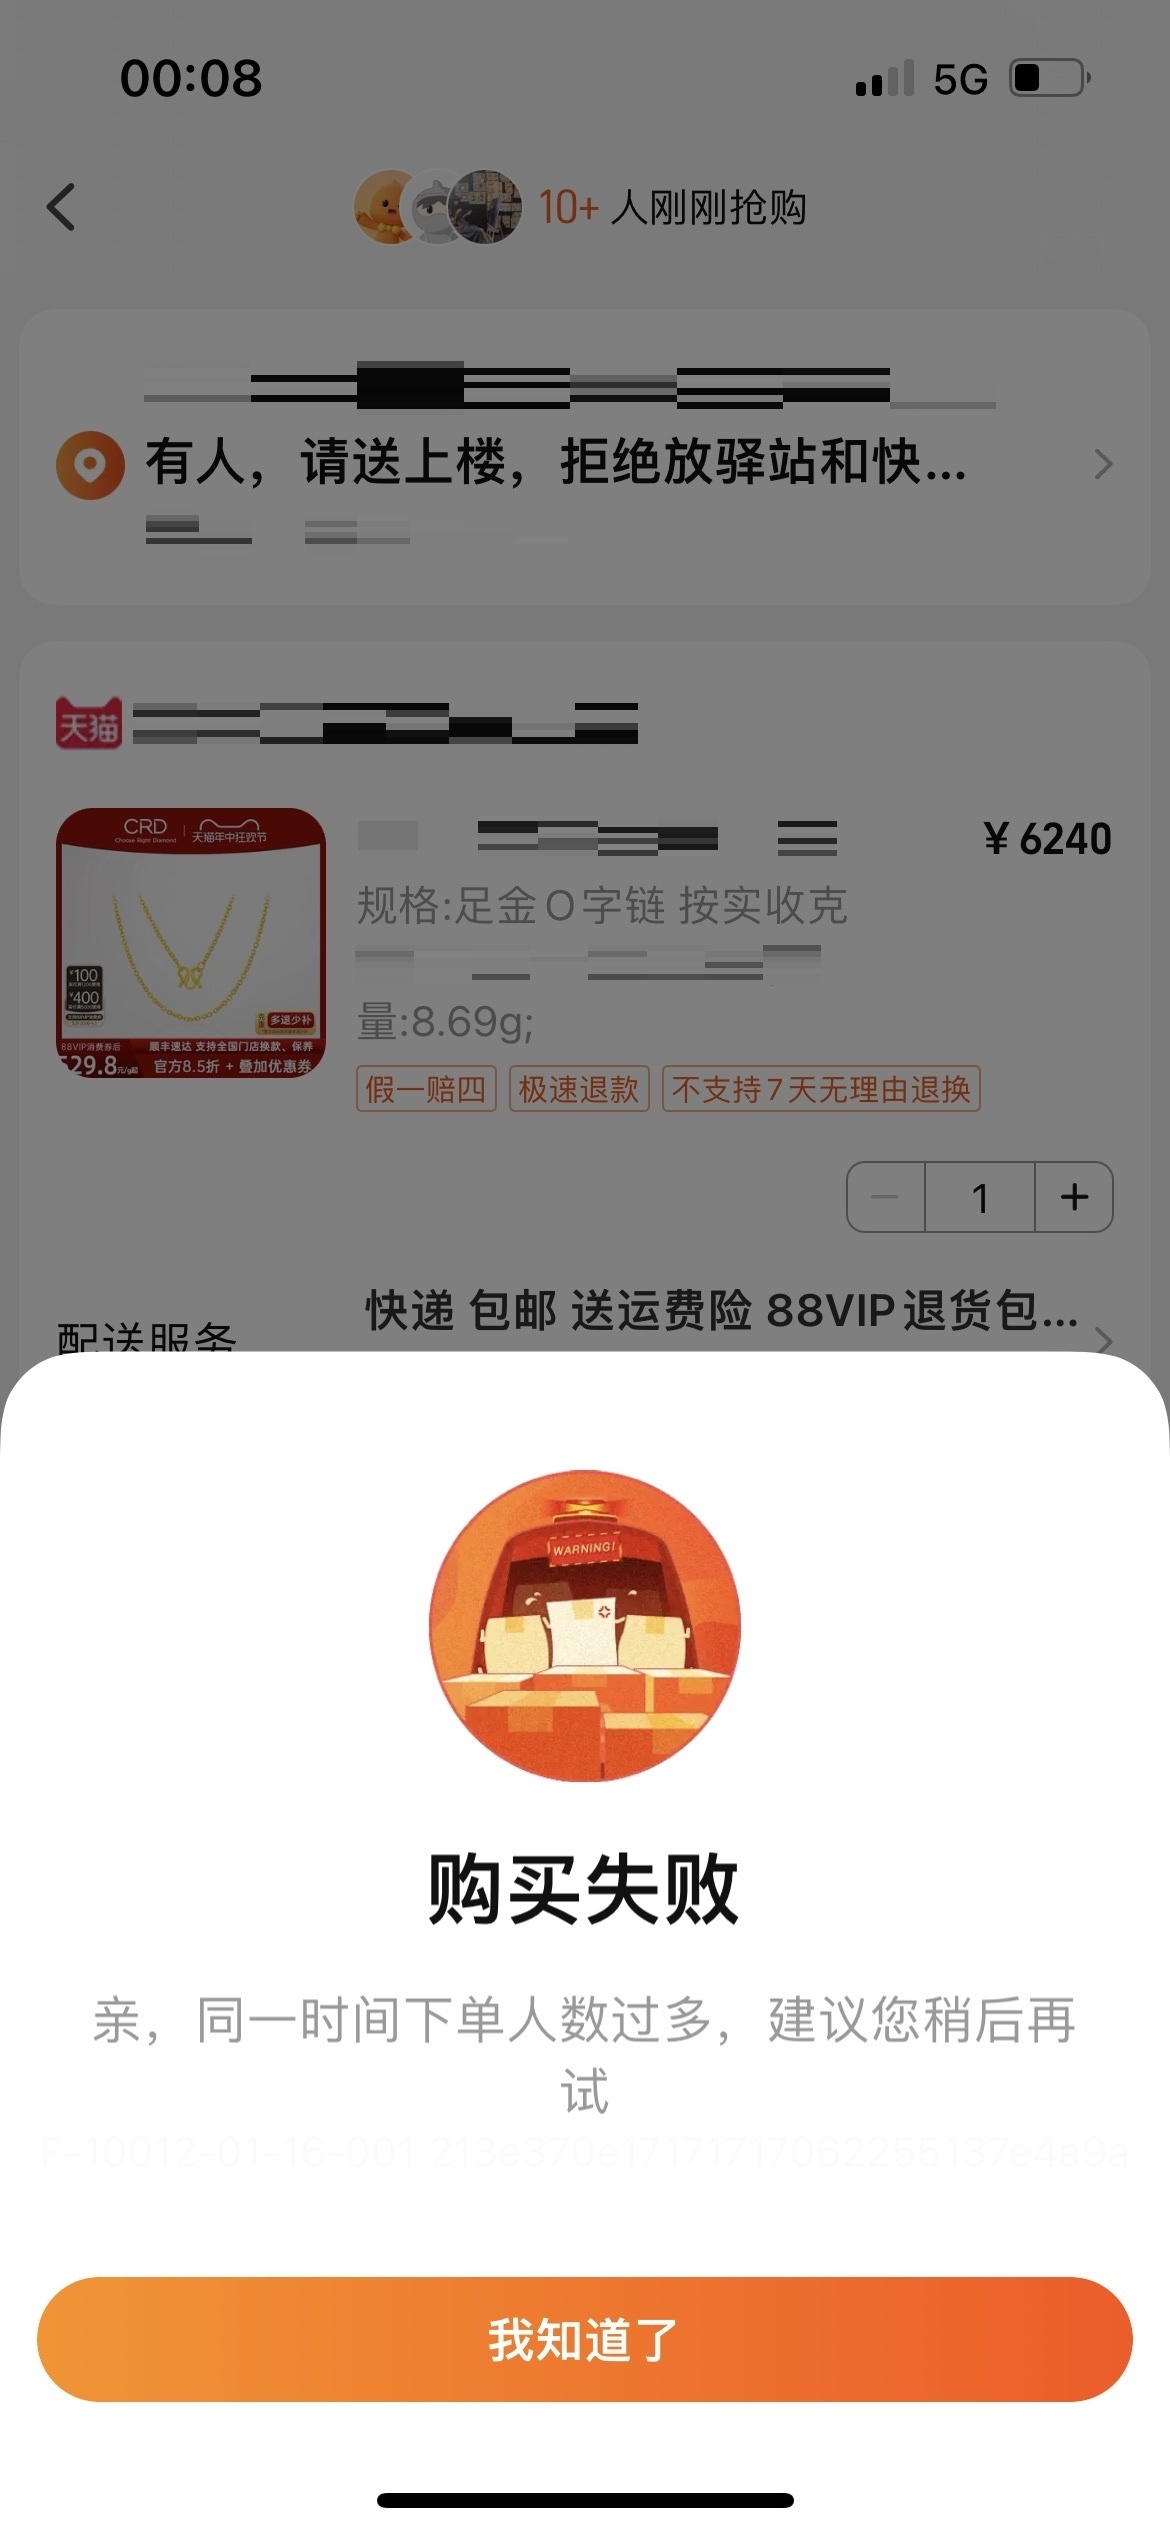 00:08
5G
10+ 人刚刚抢购
有人，请送上楼，拒绝放驿站和快...
天猫
CRD
天猫年中狂欢节
Choose Right Diamond
¥ 6240
规格:足金O字链 按实收克
¥100
¥400
量:8.69g;
多退少补
88VIP消费券后
顺丰速达 支持全国门店换款、保养
529.8元/g起
官方8.5折 + 叠加优惠券
假一赔四
极速退款
不支持7天无理由退换
1
快递 包邮 送运费险 88VIP退货包...
配送服务
WARNING!
购买失败
亲，同一时间下单人数过多，建议您稍后再
试
F-10012-01-16-001 213e370e17171717062255137e4a9a
我知道了